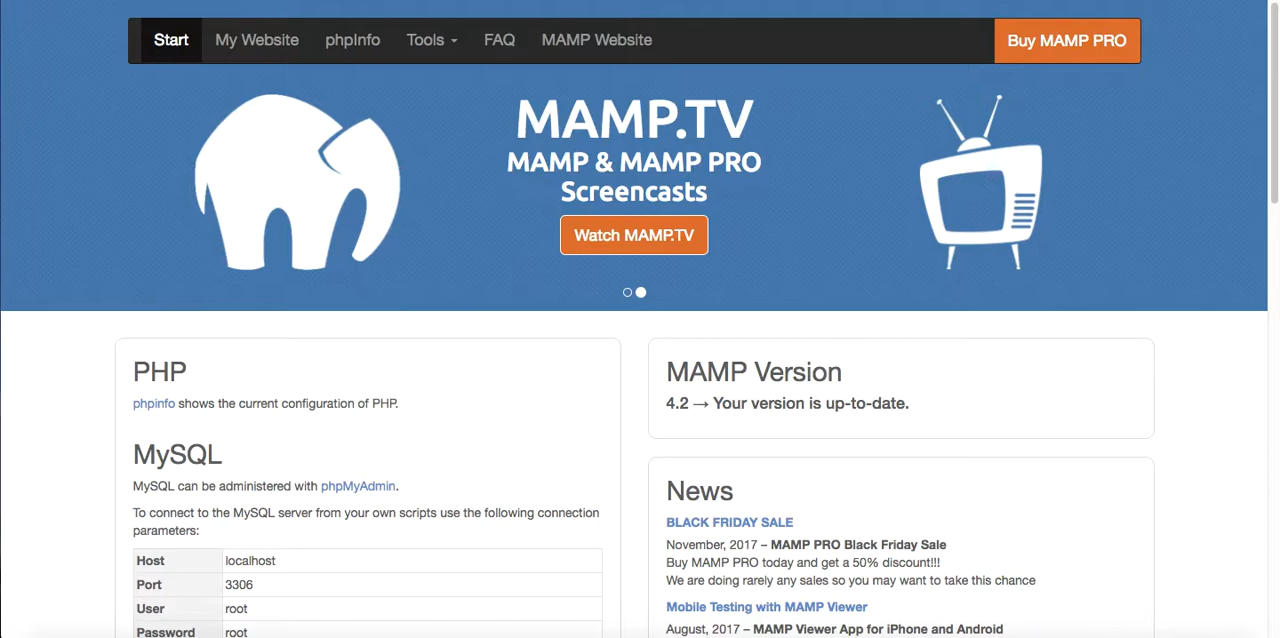 Start My Website phpInfo Tools FAQ MAMP Website Buy MAMP PRO
MAMP.TV
MAMP & MAMP PRO
Screencasts
Watch MAMP.TV
PHP
phpinfo shows the current configuration of PHP.
MySQL
MySQL can be administered with phpMyAdmin.
To connect to the MySQL server from your own scripts use the following connection
parameters:
Host localhost
Port 3306
User root
Password root
MAMP Version
4.2 → Your version is up-to-date.
News
BLACK FRIDAY SALE
November, 2017 – MAMP PRO Black Friday Sale
Buy MAMP PRO today and get a 50% discount!!!
We are doing rarely any sales so you may want to take this chance
Mobile Testing with MAMP Viewer
August, 2017 – MAMP Viewer App for iPhone and Android